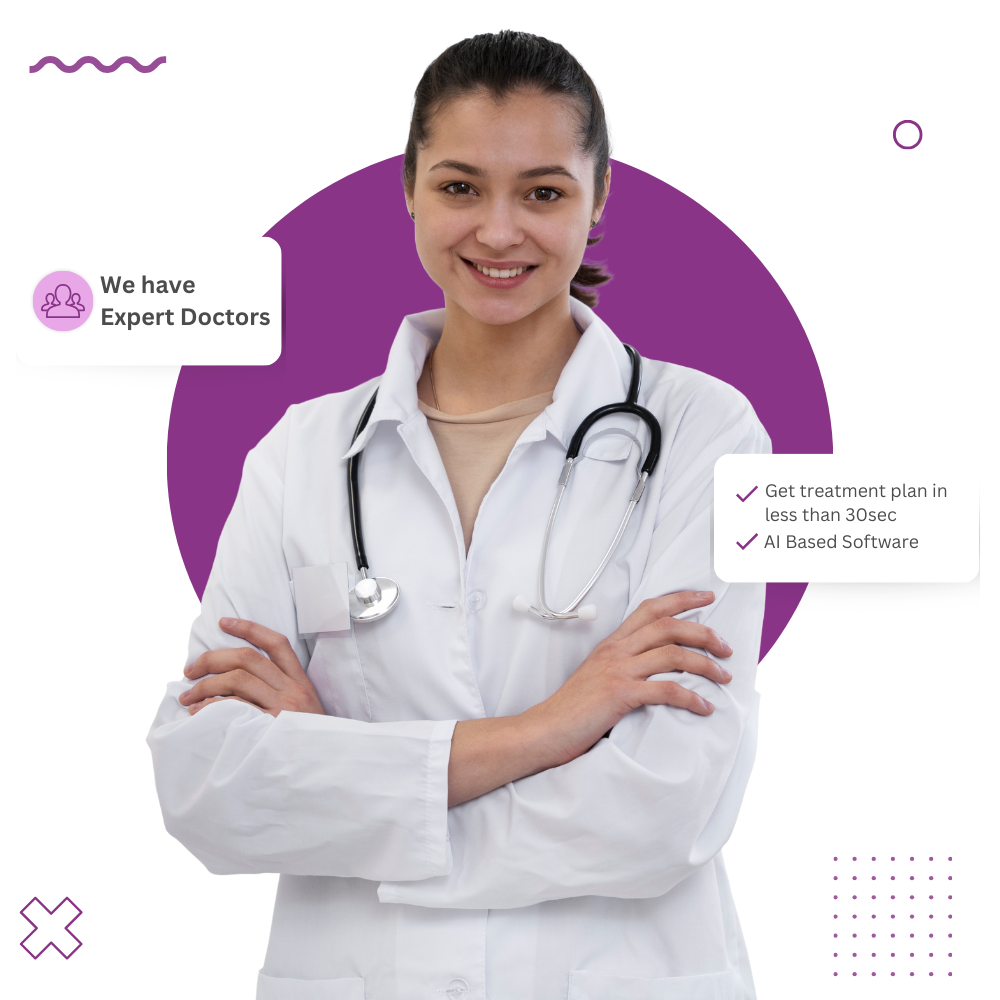 We have
Expert Doctors
Get treatment plan in
less than 30sec
AI Based Software